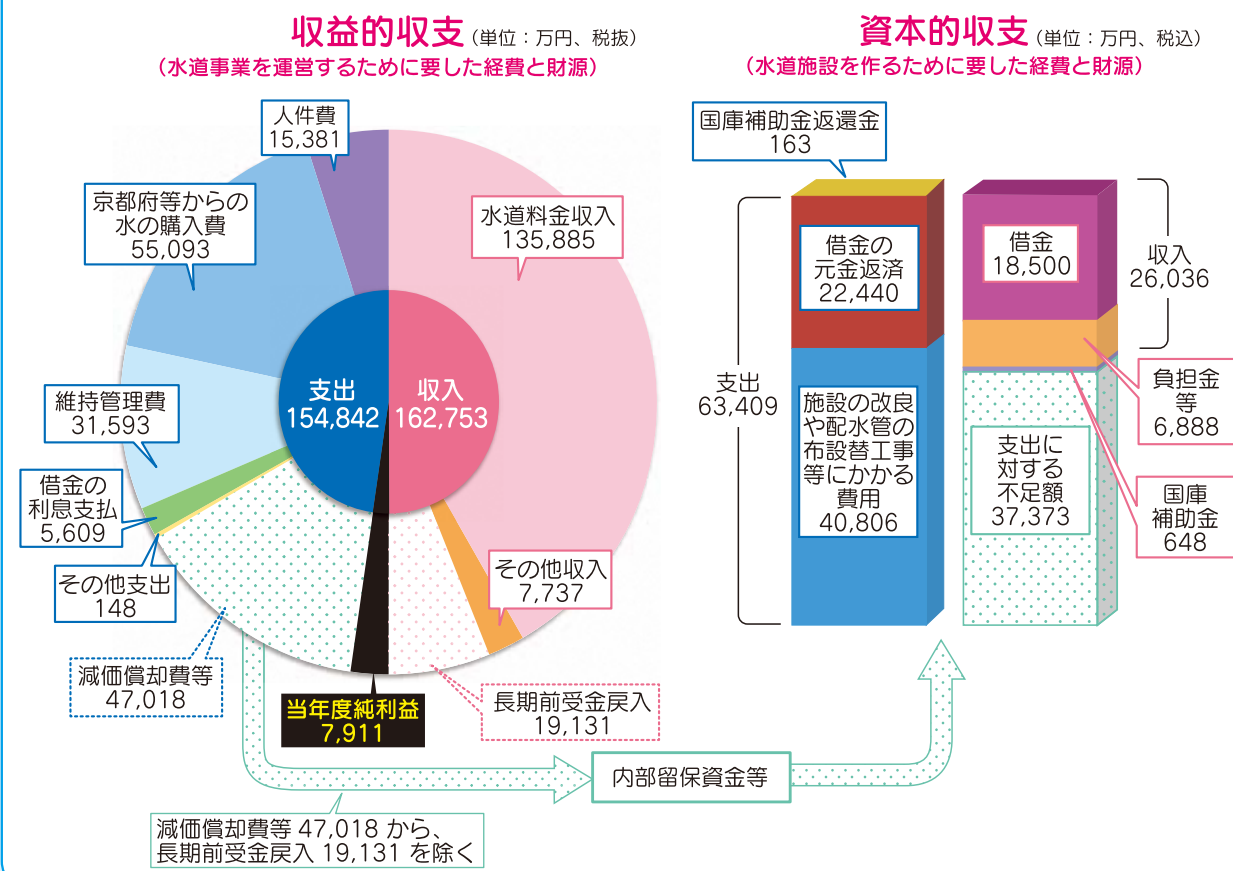 収益的収支（単位：万円、税抜）
（水道事業を運営するために要した経費と財源）
人件費
15,381
京都府等からの
水の購入費
55,093
水道料金収入
135,885
支出
154,842
収入
162,753
維持管理費
31,593
借金の
利息支払
5,609
その他支出
148
その他収入
7,737
減価償却費等
47,018
当年度純利益
7,911
長期前受金戻入
19,131
内部留保資金等
減価償却費等 47,018 から、
長期前受金戻入 19,131 を除く
資本的収支（単位：万円、税込）
（水道施設を作るために要した経費と財源）
国庫補助金返還金
163
借金の
元金返済
22,440
借金
18,500
収入
26,036
支出
63,409
施設の改良
や配水管の
布設替工事
等にかかる
費用
40,806
負担金
等
6,888
支出に
対する
不足額
37,373
国庫
補助金
648